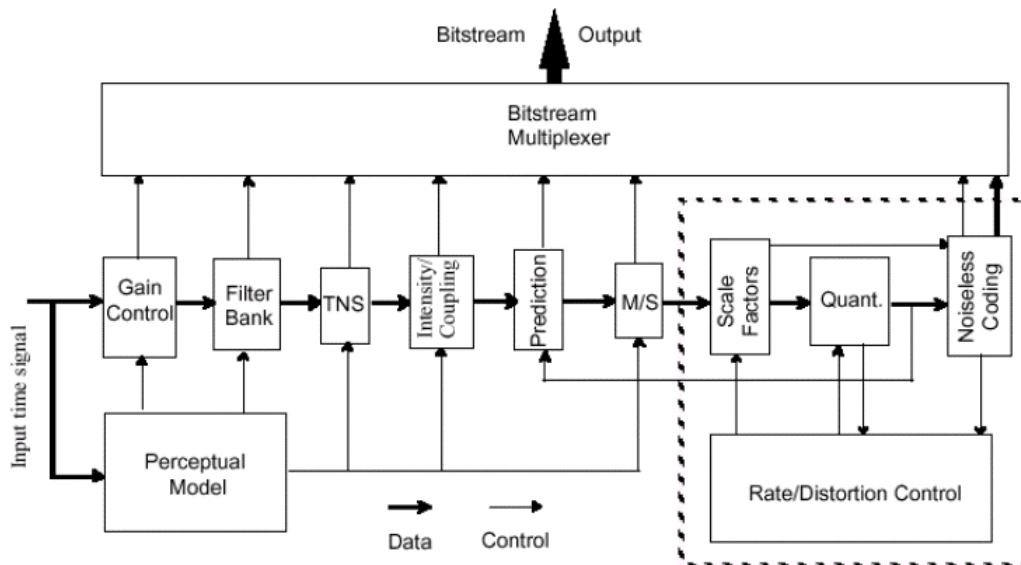 Bitstream Output
Bitstream
Multiplexer
Gain
Control
Filter
Bank
TNS
Intensity/
Coupling
Prediction
M/S
Scale
Factors
Quant.
Noiseless
Coding
Input time signal
Perceptual
Model
Rate/Distortion Control
Data
Control